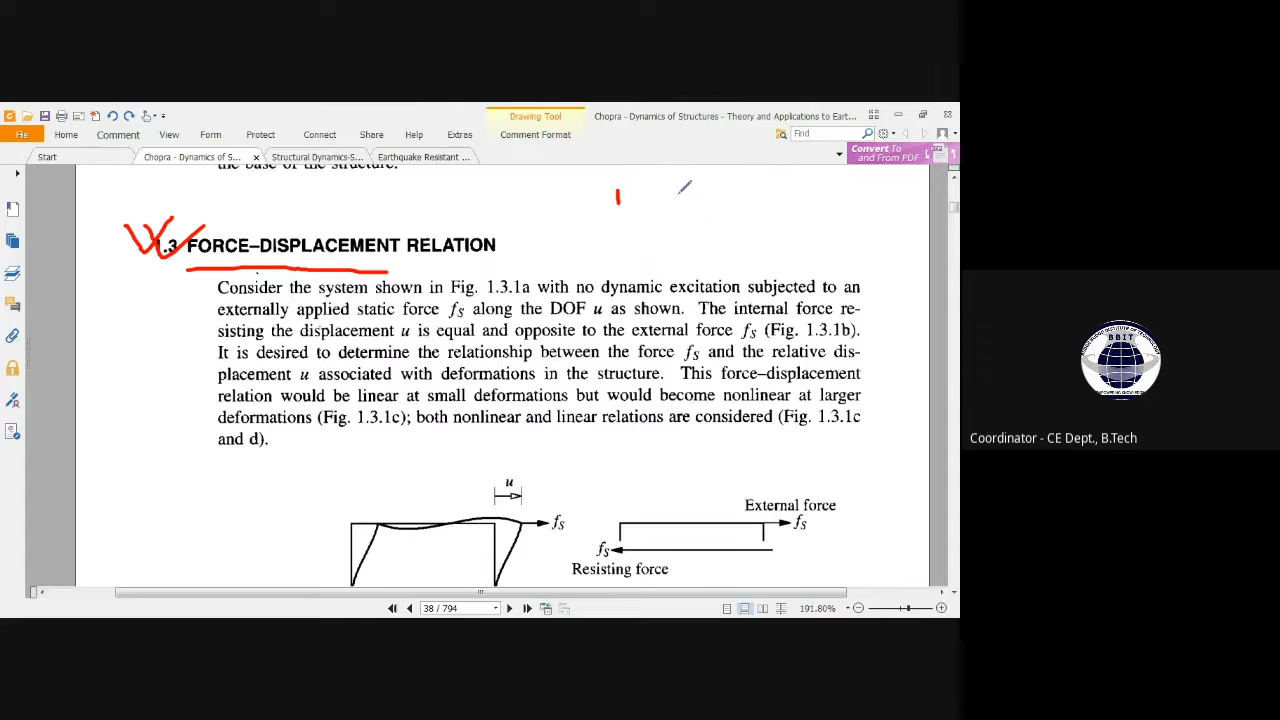 Drawing Tool
Chopra - Dynamics of Structures - Theory and Applications to Eart...
File
Home
Comment
View
Form
Protect
Connect
Share
Help
Extras
Comment Format
Find
Start
Chopra - Dynamics of S...
Structural Dynamics-S...
Earthquake Resistant ...
Convert To
and From PDF
the base of the structure.
1.3 FORCE–DISPLACEMENT RELATION
Consider the system shown in Fig. 1.3.1a with no dynamic excitation subjected to an
externally applied static force fS along the DOF u as shown. The internal force re-
sisting the displacement u is equal and opposite to the external force fS (Fig. 1.3.1b).
It is desired to determine the relationship between the force fS and the relative dis-
placement u associated with deformations in the structure. This force–displacement
relation would be linear at small deformations but would become nonlinear at larger
deformations (Fig. 1.3.1c); both nonlinear and linear relations are considered (Fig. 1.3.1c
and d).
u
fS
External force
fS
fS
Resisting force
38 / 794
191.80%
BBIT
Coordinator - CE Dept., B.Tech